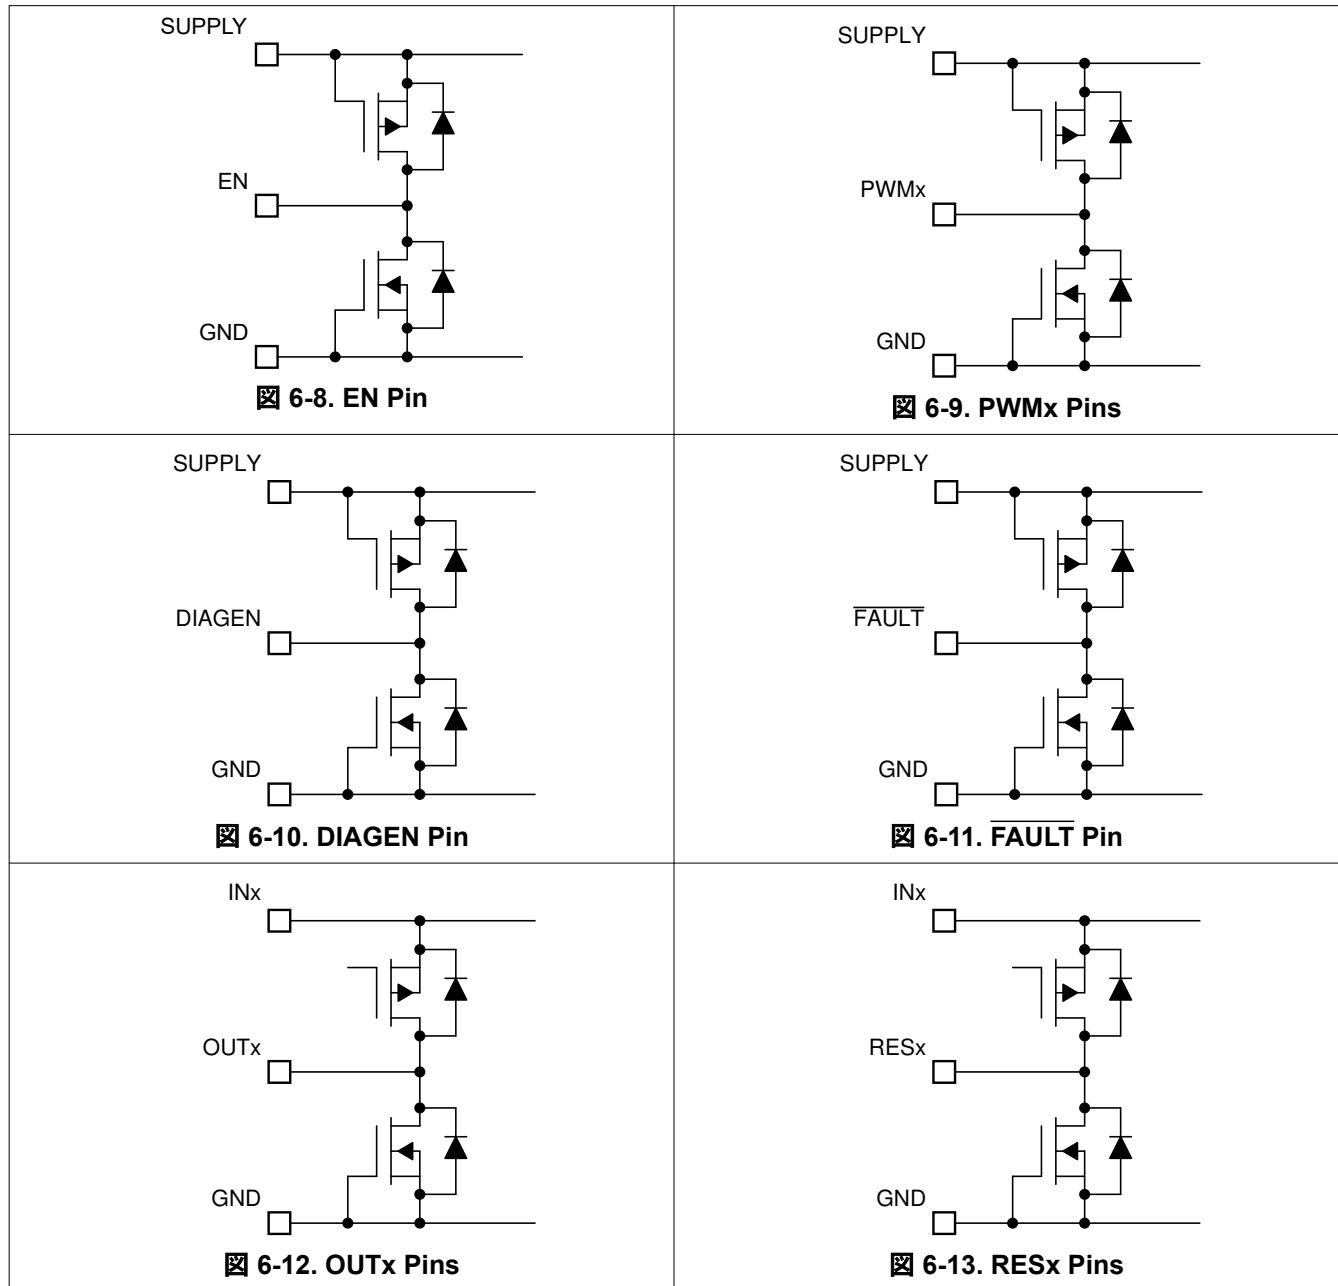 SUPPLY
EN
GND
図 6-8. EN Pin
SUPPLY
PWMx
GND
図 6-9. PWMx Pins
SUPPLY
DIAGEN
GND
図 6-10. DIAGEN Pin
SUPPLY
FAULT
GND
図 6-11. FAULT Pin
INx
OUTx
GND
図 6-12. OUTx Pins
INx
RESx
GND
図 6-13. RESx Pins